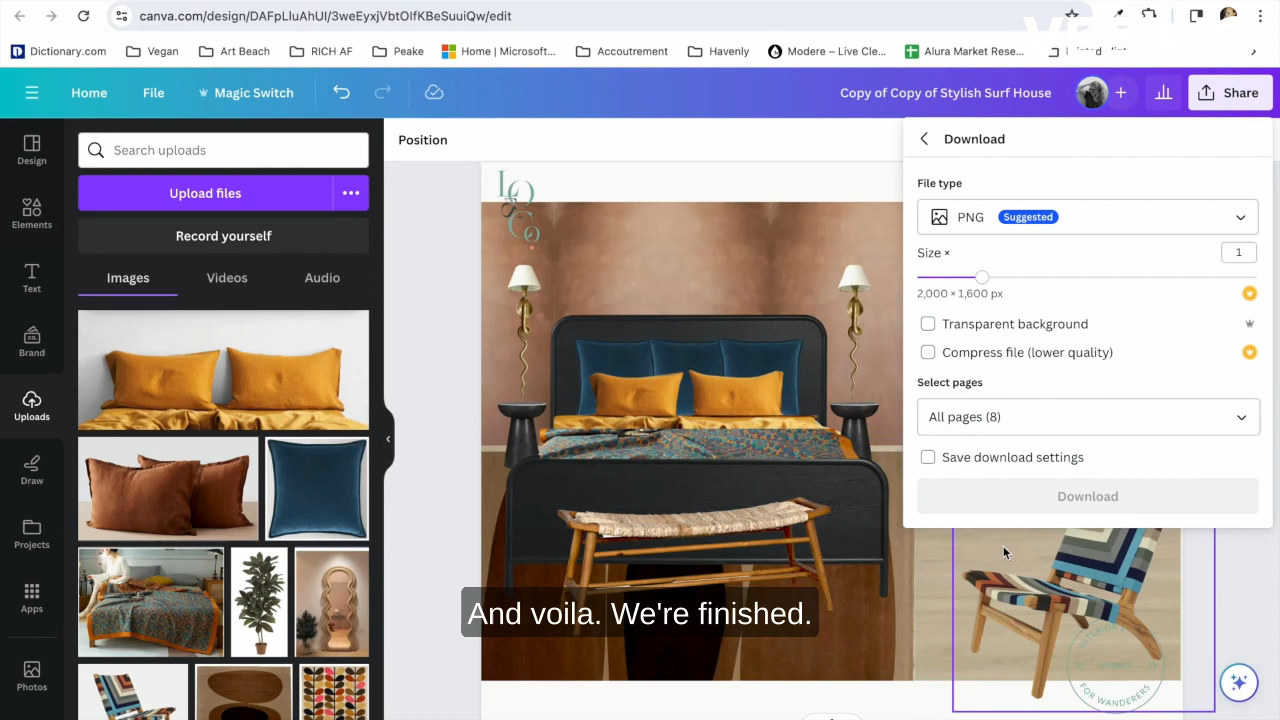 canva.com/design/DAFpLluAhUI/3weEyxjVbtOIfKBeSuuiQw/edit
Dictionary.com
Vegan
Art Beach
RICH AF
Peake
Home | Microsoft...
Accoutrement
Havenly
Modere – Live Cle...
Alura Market Rese...
Home
File
Magic Switch
Copy of Copy of Stylish Surf House
Share
Design
Elements
Text
Brand
Uploads
Draw
Projects
Apps
Photos
Search uploads
Upload files
Record yourself
Images
Videos
Audio
Position
Download
File type
PNG Suggested
Size ×
1
2,000 × 1,600 px
Transparent background
Compress file (lower quality)
Select pages
All pages (8)
Save download settings
Download
L
O
&
Co
FOR WANDERERS
And voila. We're finished.